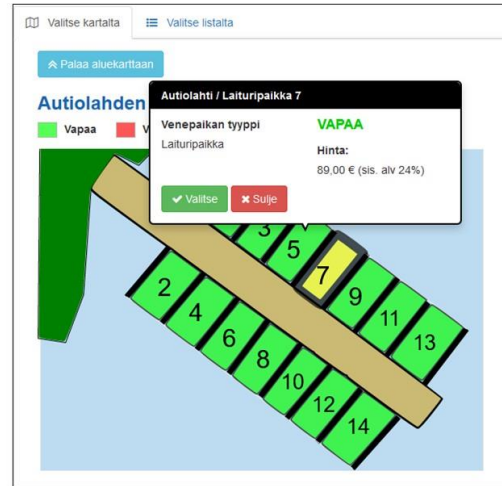 Valitse kartalta
Valitse listalta
Palaa aluekarttaan
Autiolahden
Vapaa
Autiolahti / Laituripaikka 7
Venepaikan tyyppi
VAPAA
Laituripaikka
Hinta:
89,00 € (sis. alv 24%)
Valitse
Sulje
3
5
7
9
11
13
2
4
6
8
10
12
14